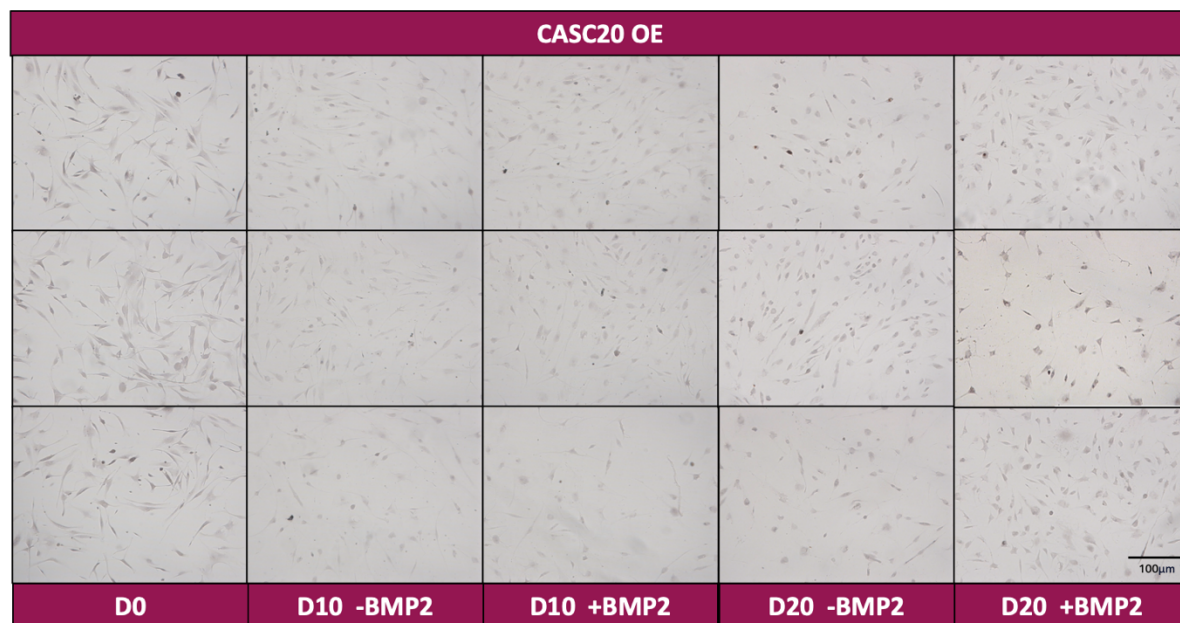 CASC20 OE
100µm
D0
D10 -BMP2
D10 +BMP2
D20 -BMP2
D20 +BMP2